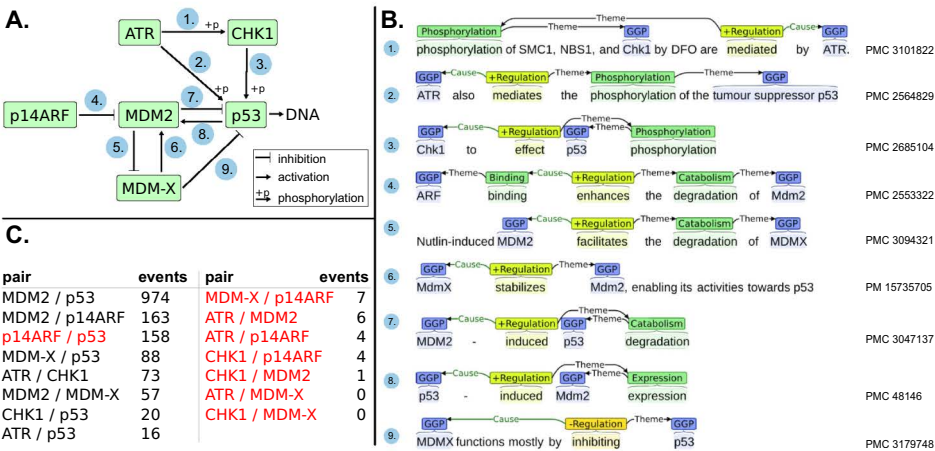 A.
ATR
1.
+p
CHK1
2.
3.
+p
+p
p14ARF
4.
MDM2
7.
8.
p53
DNA
5.
6.
9.
MDM-X
inhibition
activation
+p
phosphorylation
C.
pair events pair events
MDM2 / p53 974 MDM-X / p14ARF 7
MDM2 / p14ARF 163 ATR / MDM2 6
p14ARF / p53 158 ATR / p14ARF 4
MDM-X / p53 88 CHK1 / p14ARF 4
ATR / CHK1 73 CHK1 / MDM2 1
MDM2 / MDM-X 57 ATR / MDM-X 0
CHK1 / p53 20 CHK1 / MDM-X 0
ATR / p53 16
B.
Theme Theme Cause
Phosphorylation GGP +Regulation GGP
1. phosphorylation of SMC1, NBS1, and Chk1 by DFO are mediated by ATR. PMC 3101822
GGP Cause +Regulation Theme Phosphorylation Theme GGP
2. ATR also mediates the phosphorylation of the tumour suppressor p53 PMC 2564829
Theme
GGP Cause +Regulation GGP Theme Phosphorylation
3. Chk1 to effect p53 phosphorylation PMC 2685104
GGP Theme Binding Cause +Regulation Theme Catabolism Theme GGP
4. ARF binding enhances the degradation of Mdm2 PMC 2553322
GGP Cause +Regulation Theme Catabolism Theme GGP
5. Nutlin-induced MDM2 facilitates the degradation of MDMX PMC 3094321
GGP Cause +Regulation Theme GGP
6. MdmX stabilizes Mdm2, enabling its activities towards p53 PM 15735705
Theme
GGP Cause +Regulation GGP Theme Catabolism
7. MDM2 - induced p53 degradation PMC 3047137
Theme
GGP Cause +Regulation GGP Theme Expression
8. p53 - induced Mdm2 expression PMC 48146
GGP Cause -Regulation Theme GGP
9. MDMX functions mostly by inhibiting p53 PMC 3179748